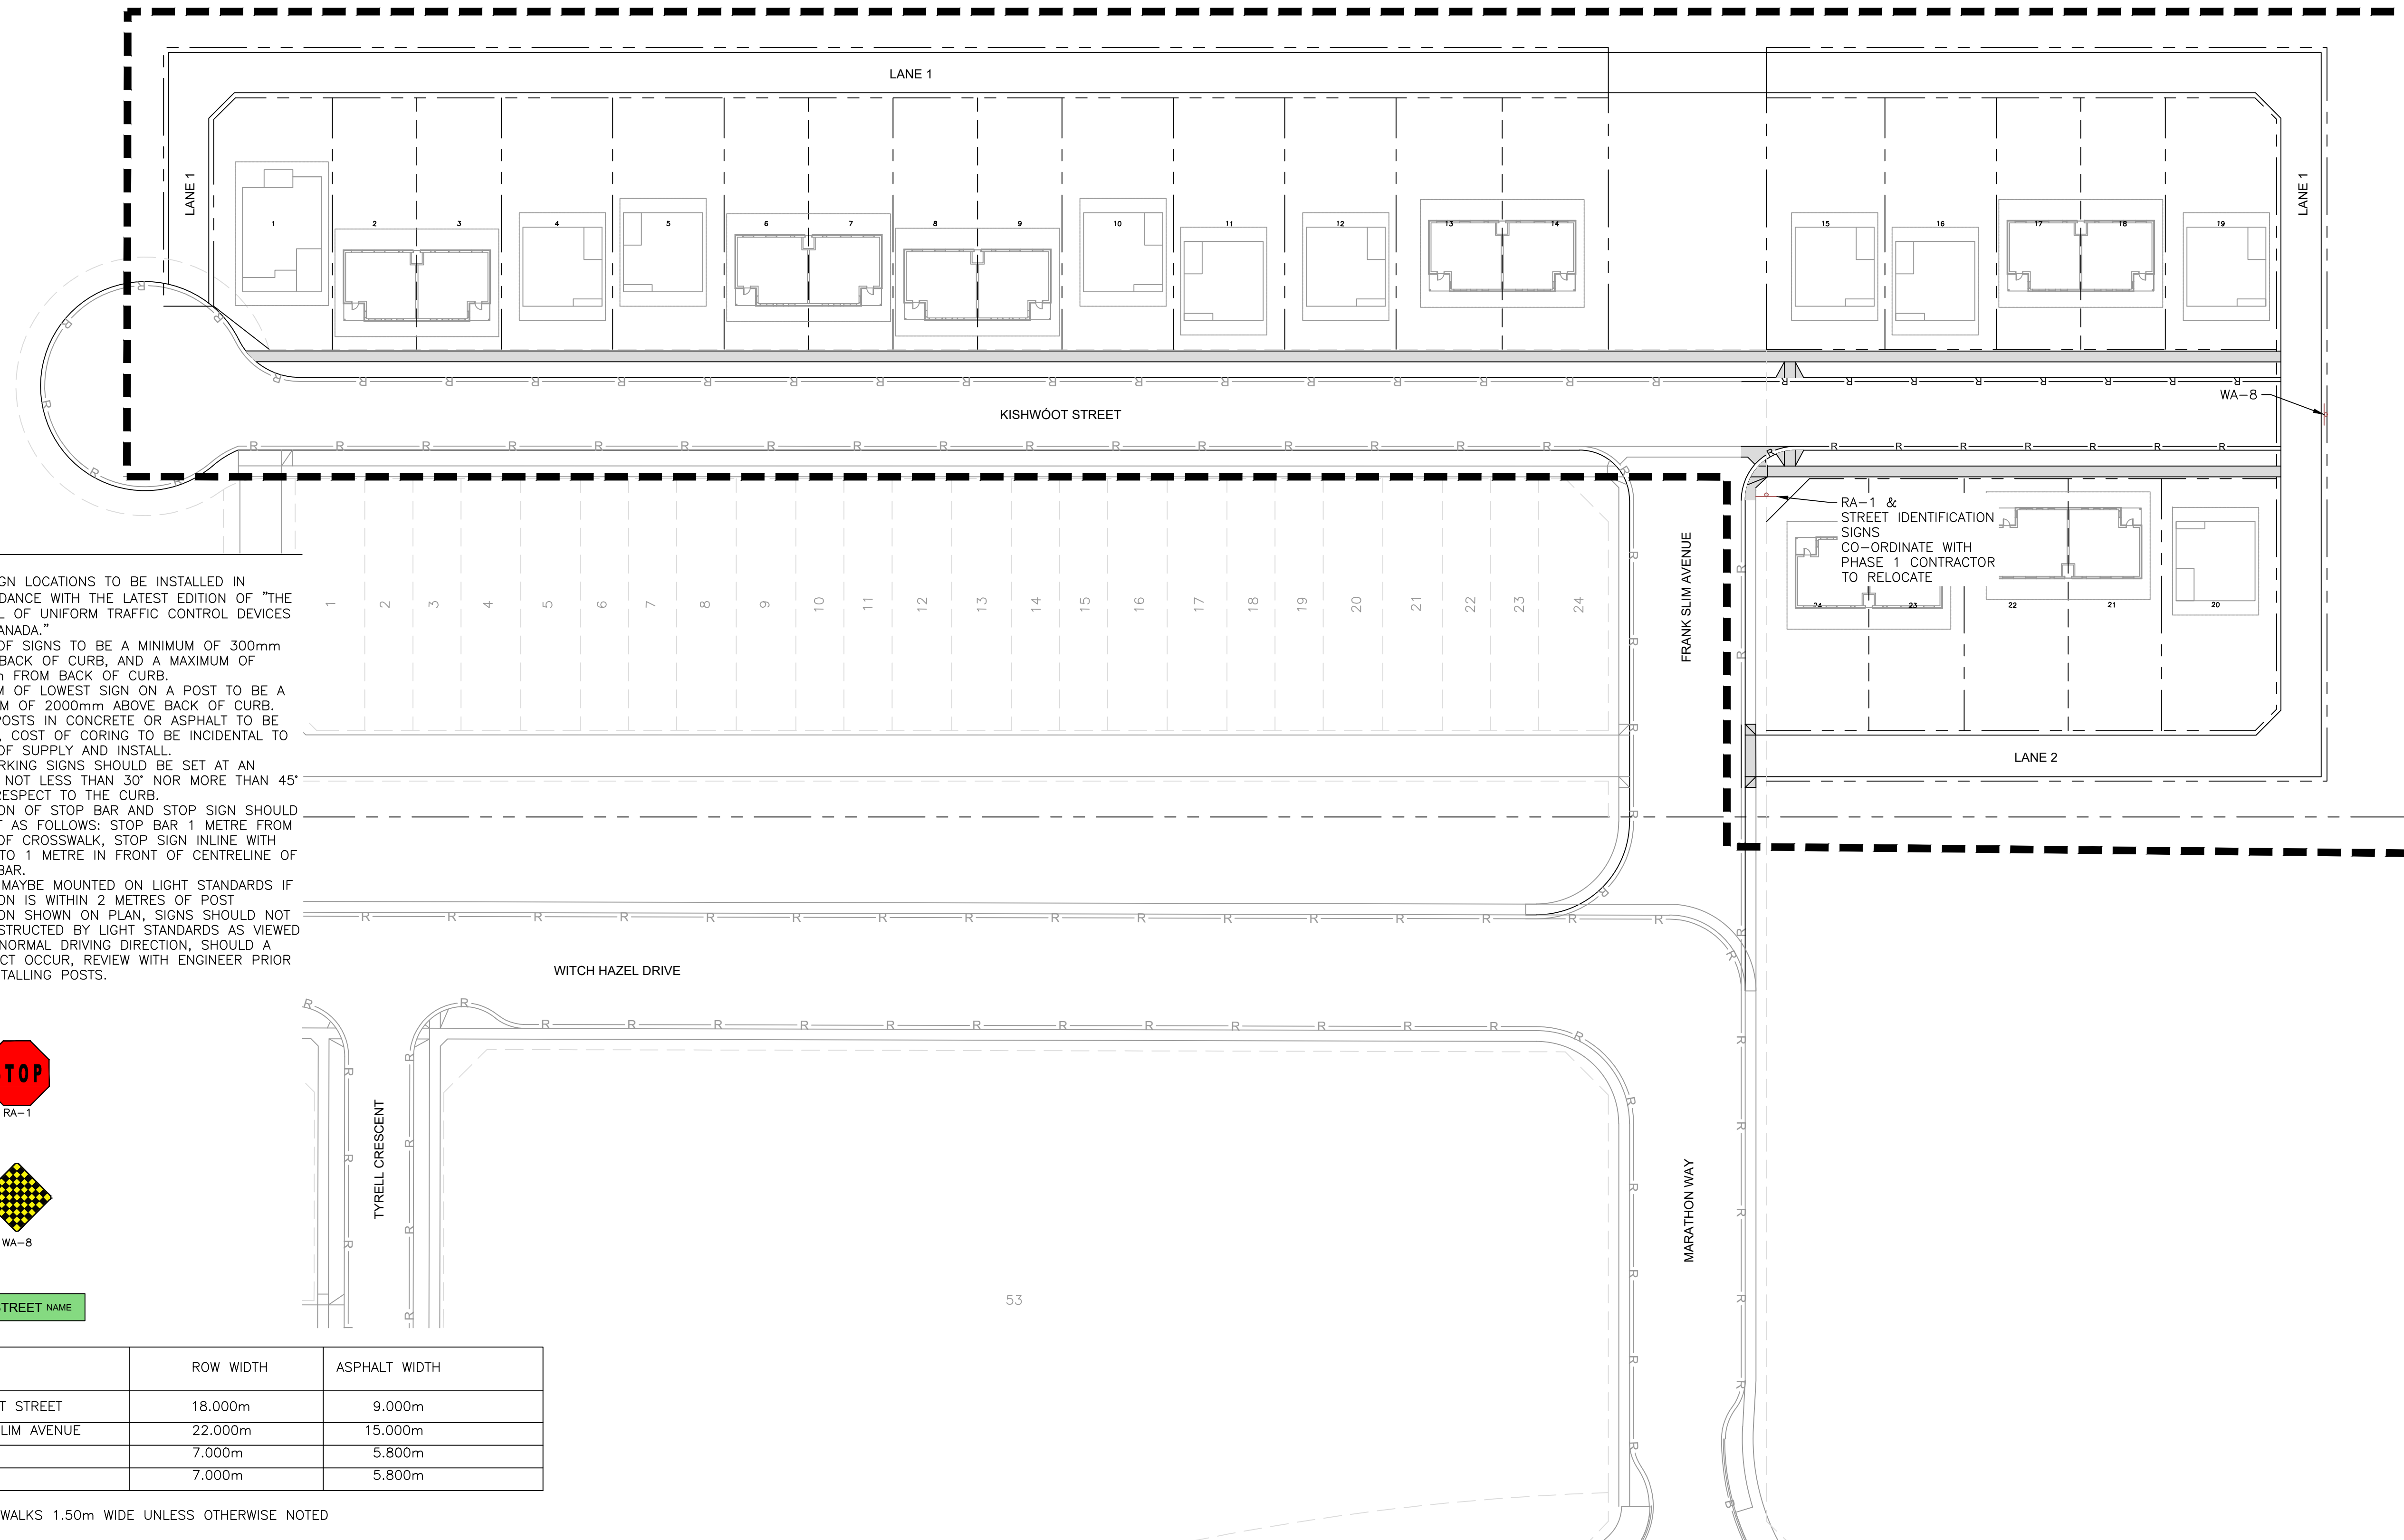 LANE 1
LANE 1
LANE 1
1
2
3
4
5
6
7
8
9
10
11
12
13
14
15
16
17
18
19
KISHWÓOT STREET
WA-8
RA-1 &
STREET IDENTIFICATION
SIGNS
CO-ORDINATE WITH
PHASE 1 CONTRACTOR
TO RELOCATE
24
23
22
21
20
LANE 2
FRANK SLIM AVENUE
1
2
3
4
5
6
7
8
9
10
11
12
13
14
15
16
17
18
19
20
21
22
23
24
GN LOCATIONS TO BE INSTALLED IN
DANCE WITH THE LATEST EDITION OF "THE
L OF UNIFORM TRAFFIC CONTROL DEVICES
ANADA."
OF SIGNS TO BE A MINIMUM OF 300mm
BACK OF CURB, AND A MAXIMUM OF
m FROM BACK OF CURB.
M OF LOWEST SIGN ON A POST TO BE A
M OF 2000mm ABOVE BACK OF CURB.
POSTS IN CONCRETE OR ASPHALT TO BE
, COST OF CORING TO BE INCIDENTAL TO
OF SUPPLY AND INSTALL.
RKING SIGNS SHOULD BE SET AT AN
NOT LESS THAN 30° NOR MORE THAN 45°
RESPECT TO THE CURB.
ON OF STOP BAR AND STOP SIGN SHOULD
T AS FOLLOWS: STOP BAR 1 METRE FROM
OF CROSSWALK, STOP SIGN INLINE WITH
TO 1 METRE IN FRONT OF CENTRELINE OF
BAR.
MAYBE MOUNTED ON LIGHT STANDARDS IF
ON IS WITHIN 2 METRES OF POST
ON SHOWN ON PLAN, SIGNS SHOULD NOT
STRUCTED BY LIGHT STANDARDS AS VIEWED
NORMAL DRIVING DIRECTION, SHOULD A
CT OCCUR, REVIEW WITH ENGINEER PRIOR
TALLING POSTS.
WITCH HAZEL DRIVE
TYRELL CRESCENT
MARATHON WAY
53
TOP
RA-1
WA-8
STREET NAME
ROW WIDTH ASPHALT WIDTH
T STREET 18.000m 9.000m
LIM AVENUE 22.000m 15.000m
7.000m 5.800m
7.000m 5.800m
WALKS 1.50m WIDE UNLESS OTHERWISE NOTED